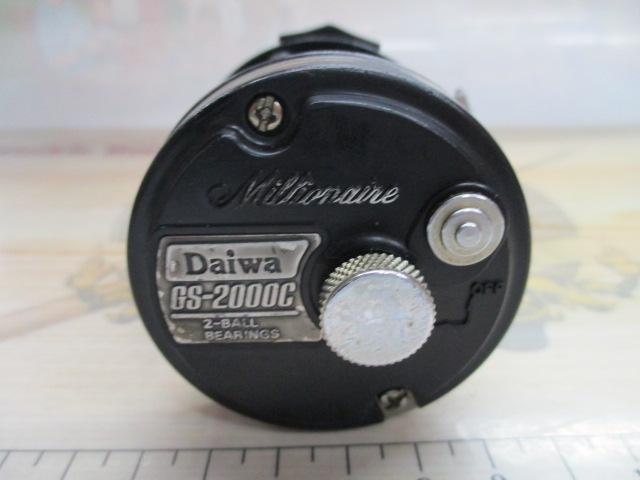 Millionaire
Daiwa
GS-2000C
2-BALL
BEARINGS
OFF